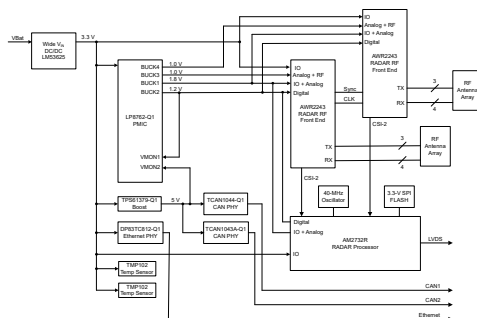 VBat
Wide VIN
DC/DC
LM53625
3.3 V
LP8762-Q1
PMIC
BUCK4
BUCK3
BUCK1
BUCK2
VMON1
VMON2
1.0 V
1.0 V
1.8 V
1.2 V
IO
Analog + RF
IO + Analog
Digital
AWR2243
RADAR RF
Front End
TX
RX
3
4
RF
Antenna
Array
IO
Analog + RF
IO + Analog
Digital
AWR2243
RADAR RF
Front End
Sync
CLK
TX
RX
3
4
RF
Antenna
Array
CSI-2
CSI-2
TPS61379-Q1
Boost
5 V
TCAN1044-Q1
CAN PHY
TCAN1043A-Q1
CAN PHY
DP83TC812-Q1
Ethernet PHY
TMP102
Temp Sensor
TMP102
Temp Sensor
40-MHz
Oscillator
3.3-V SPI
FLASH
Digital
IO + Analog
IO
AM2732R
RADAR Processor
LVDS
CAN1
CAN2
Ethernet